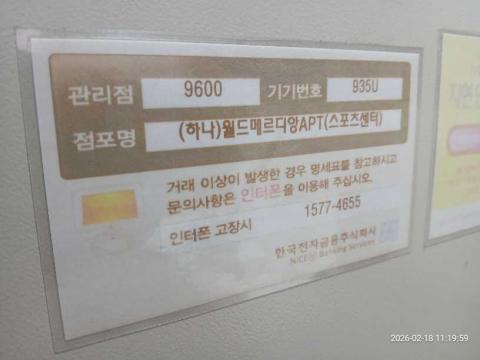 관리점 9600 기기번호 935U
점포명 (하나)월드메르디앙APT(스포츠센터)
거래 이상이 발생한 경우 명세표를 참고하시고
문의사항은 인터폰을 이용해 주십시오.
인터폰 고장시 1577-4655
한국전자금융주식회사
NICE Banking Services
자연
2026-02-18 11:19:59